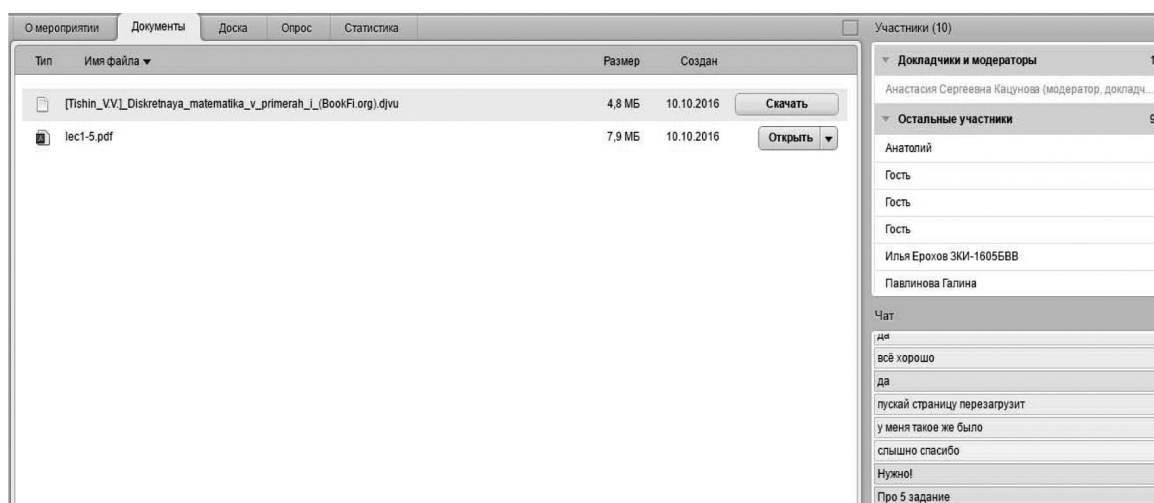 О мероприятии Документы Доска Опрос Статистика
Тип Имя файла Размер Создан
[Tishin_V.V.]_Diskretnaya_matematika_v_primerah_i_(BookFi.org).djvu 4,8 МБ 10.10.2016 Скачать
lec1-5.pdf 7,9 МБ 10.10.2016 Открыть
Участники (10)
Докладчики и модераторы 1
Анастасия Сергеевна Кацунова (модератор, докладч...
Остальные участники 9
Анатолий
Гость
Гость
Гость
Илья Ерохов ЗКИ-1605БВВ
Павлинова Галина
Чат
да
всё хорошо
да
пускай страницу перезагрузит
у меня такое же было
слышно спасибо
Нужно!
Про 5 задание